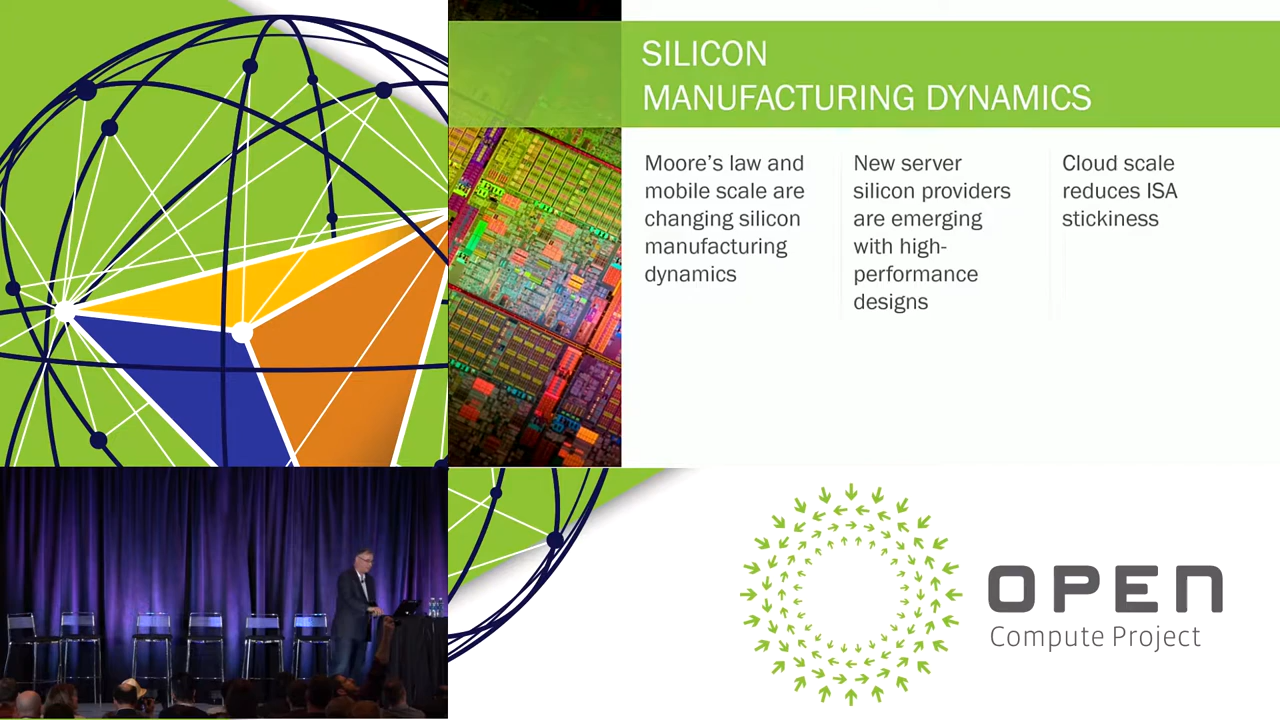 SILICON
MANUFACTURING DYNAMICS
Moore’s law and
mobile scale are
changing silicon
manufacturing
dynamics
New server
silicon providers
are emerging
with high-
performance
designs
Cloud scale
reduces ISA
stickiness
OPEN
Compute Project